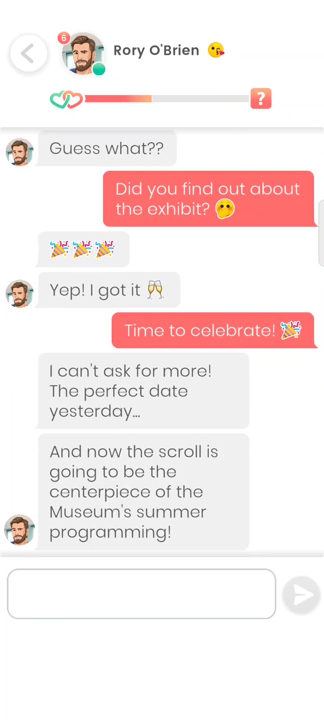 6
Rory O'Brien 😘
?
Guess what??
Did you find out about
the exhibit? 🫢
🎉🎉🎉
Yep! I got it 🥂
Time to celebrate! 🎉
I can't ask for more!
The perfect date
yesterday...
And now the scroll is
going to be the
centerpiece of the
Museum's summer
programming!